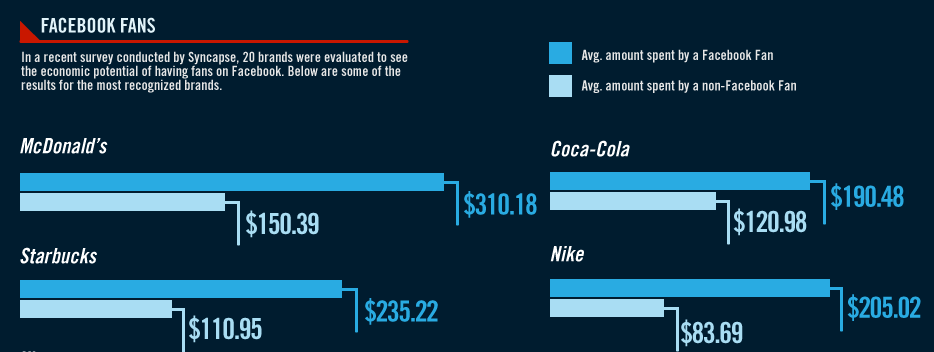 FACEBOOK FANS
In a recent survey conducted by Syncapse, 20 brands were evaluated to see
the economic potential of having fans on Facebook. Below are some of the
results for the most recognized brands.
Avg. amount spent by a Facebook Fan
Avg. amount spent by a non-Facebook Fan
McDonald's
$310.18
$150.39
Coca-Cola
$190.48
$120.98
Starbucks
$235.22
$110.95
Nike
$205.02
$83.69